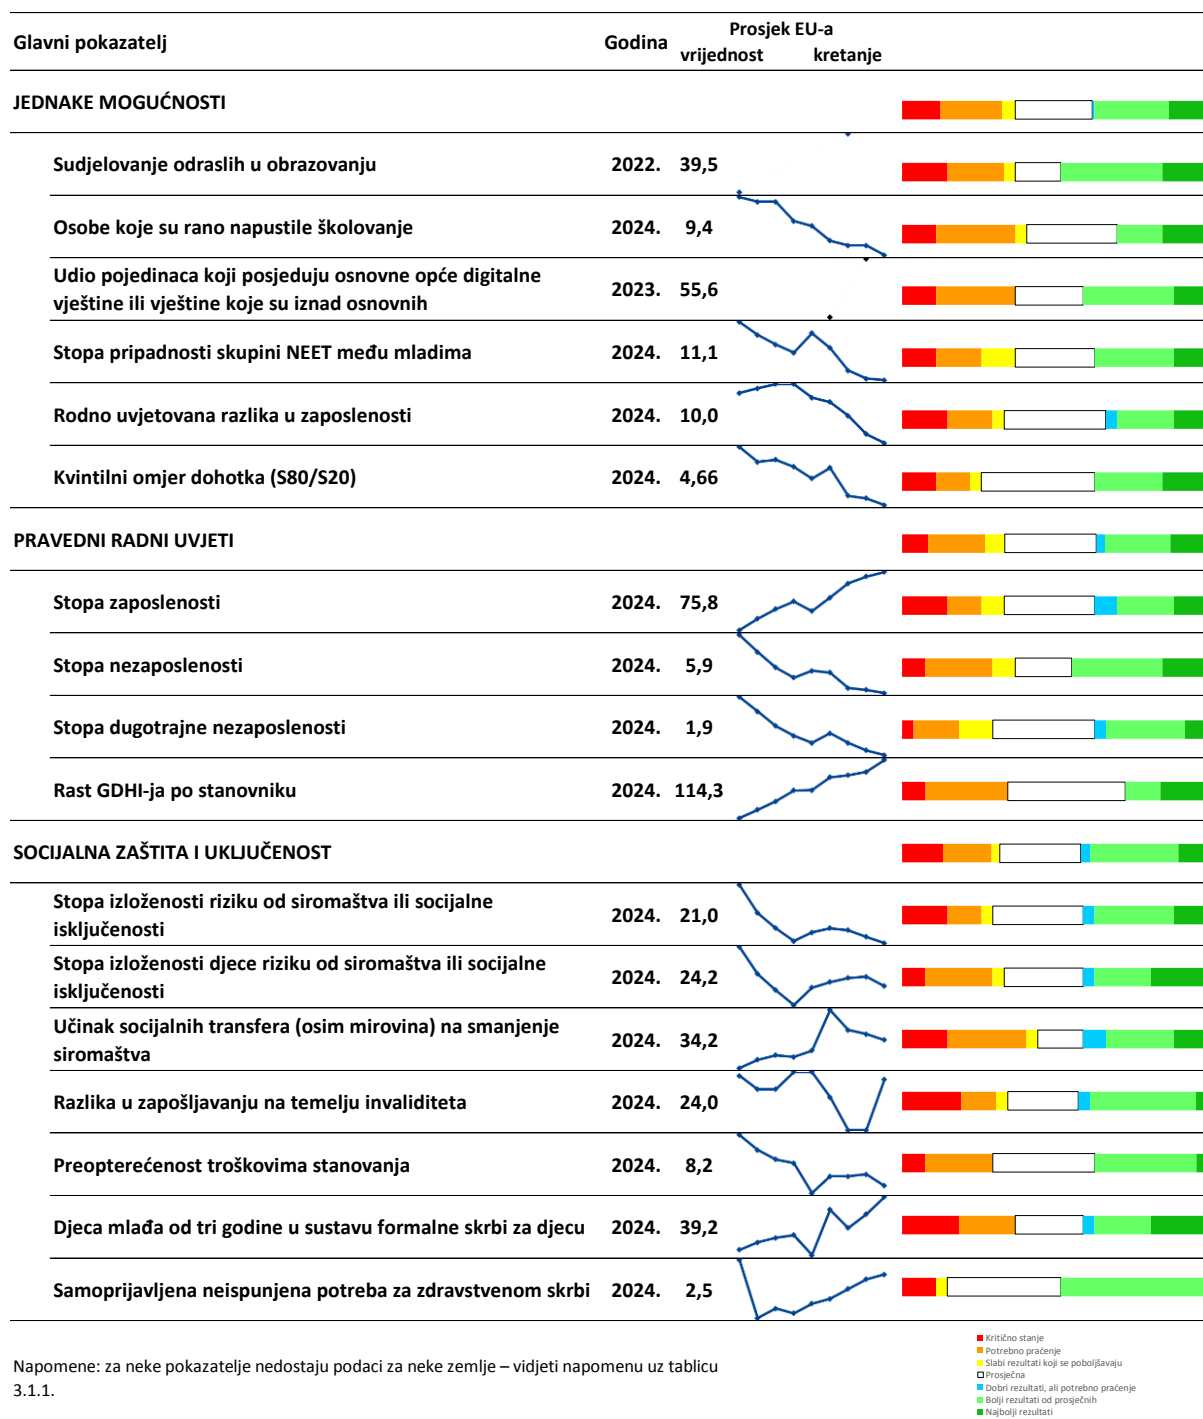 Glavni pokazatelj Godina Prosjek EU-a
vrijednost kretanje
JEDNAKE MOGUĆNOSTI
Sudjelovanje odraslih u obrazovanju 2022. 39,5
Osobe koje su rano napustile školovanje 2024. 9,4
Udio pojedinaca koji posjeduju osnovne opće digitalne
vještine ili vještine koje su iznad osnovnih 2023. 55,6
Stopa pripadnosti skupini NEET među mladima 2024. 11,1
Rodno uvjetovana razlika u zaposlenosti 2024. 10,0
Kvintilni omjer dohotka (S80/S20) 2024. 4,66
PRAVEDNI RADNI UVJETI
Stopa zaposlenosti 2024. 75,8
Stopa nezaposlenosti 2024. 5,9
Stopa dugotrajne nezaposlenosti 2024. 1,9
Rast GDHI-ja po stanovniku 2024. 114,3
SOCIJALNA ZAŠTITA I UKLJUČENOST
Stopa izloženosti riziku od siromaštva ili socijalne
isključenosti 2024. 21,0
Stopa izloženosti djece riziku od siromaštva ili socijalne
isključenosti 2024. 24,2
Učinak socijalnih transfera (osim mirovina) na smanjenje
siromaštva 2024. 34,2
Razlika u zapošljavanju na temelju invaliditeta 2024. 24,0
Preopterećenost troškovima stanovanja 2024. 8,2
Djeca mlađa od tri godine u sustavu formalne skrbi za djecu 2024. 39,2
Samoprijavljena neispunjena potreba za zdravstvenom skrbi 2024. 2,5
Napomene: za neke pokazatelje nedostaju podaci za neke zemlje – vidjeti napomenu uz tablicu
3.1.1.
Kritično stanje
Potrebno praćenje
Slabi rezultati koji se poboljšavaju
Prosječna
Dobri rezultati, ali potrebno praćenje
Bolji rezultati od prosječnih
Najbolji rezultati